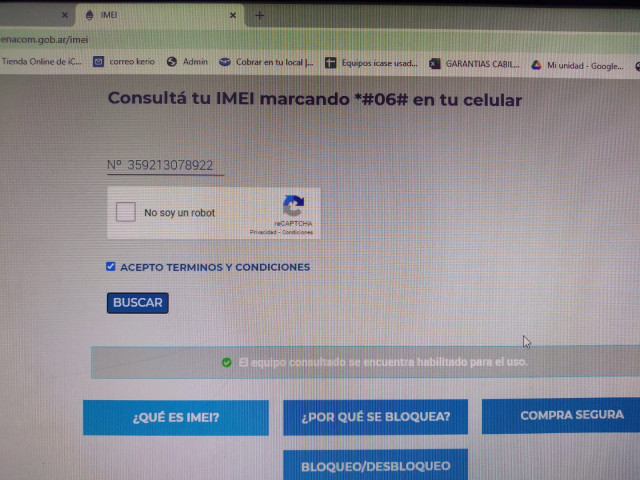 IMEI
enacom.gob.ar/imei
Tienda Online de iC...
correo kerio
Admin
Cobrar en tu local |...
Equipos icase usad...
GARANTIAS CABIL...
Mi unidad - Google...
Consultá tu IMEI marcando *#06# en tu celular
Nº 359213078922
No soy un robot
reCAPTCHA
Privacidad - Condiciones
ACEPTO TERMINOS Y CONDICIONES
BUSCAR
El equipo consultado se encuentra habilitado para el uso.
¿QUÉ ES IMEI?
¿POR QUÉ SE BLOQUEA?
COMPRA SEGURA
BLOQUEO/DESBLOQUEO